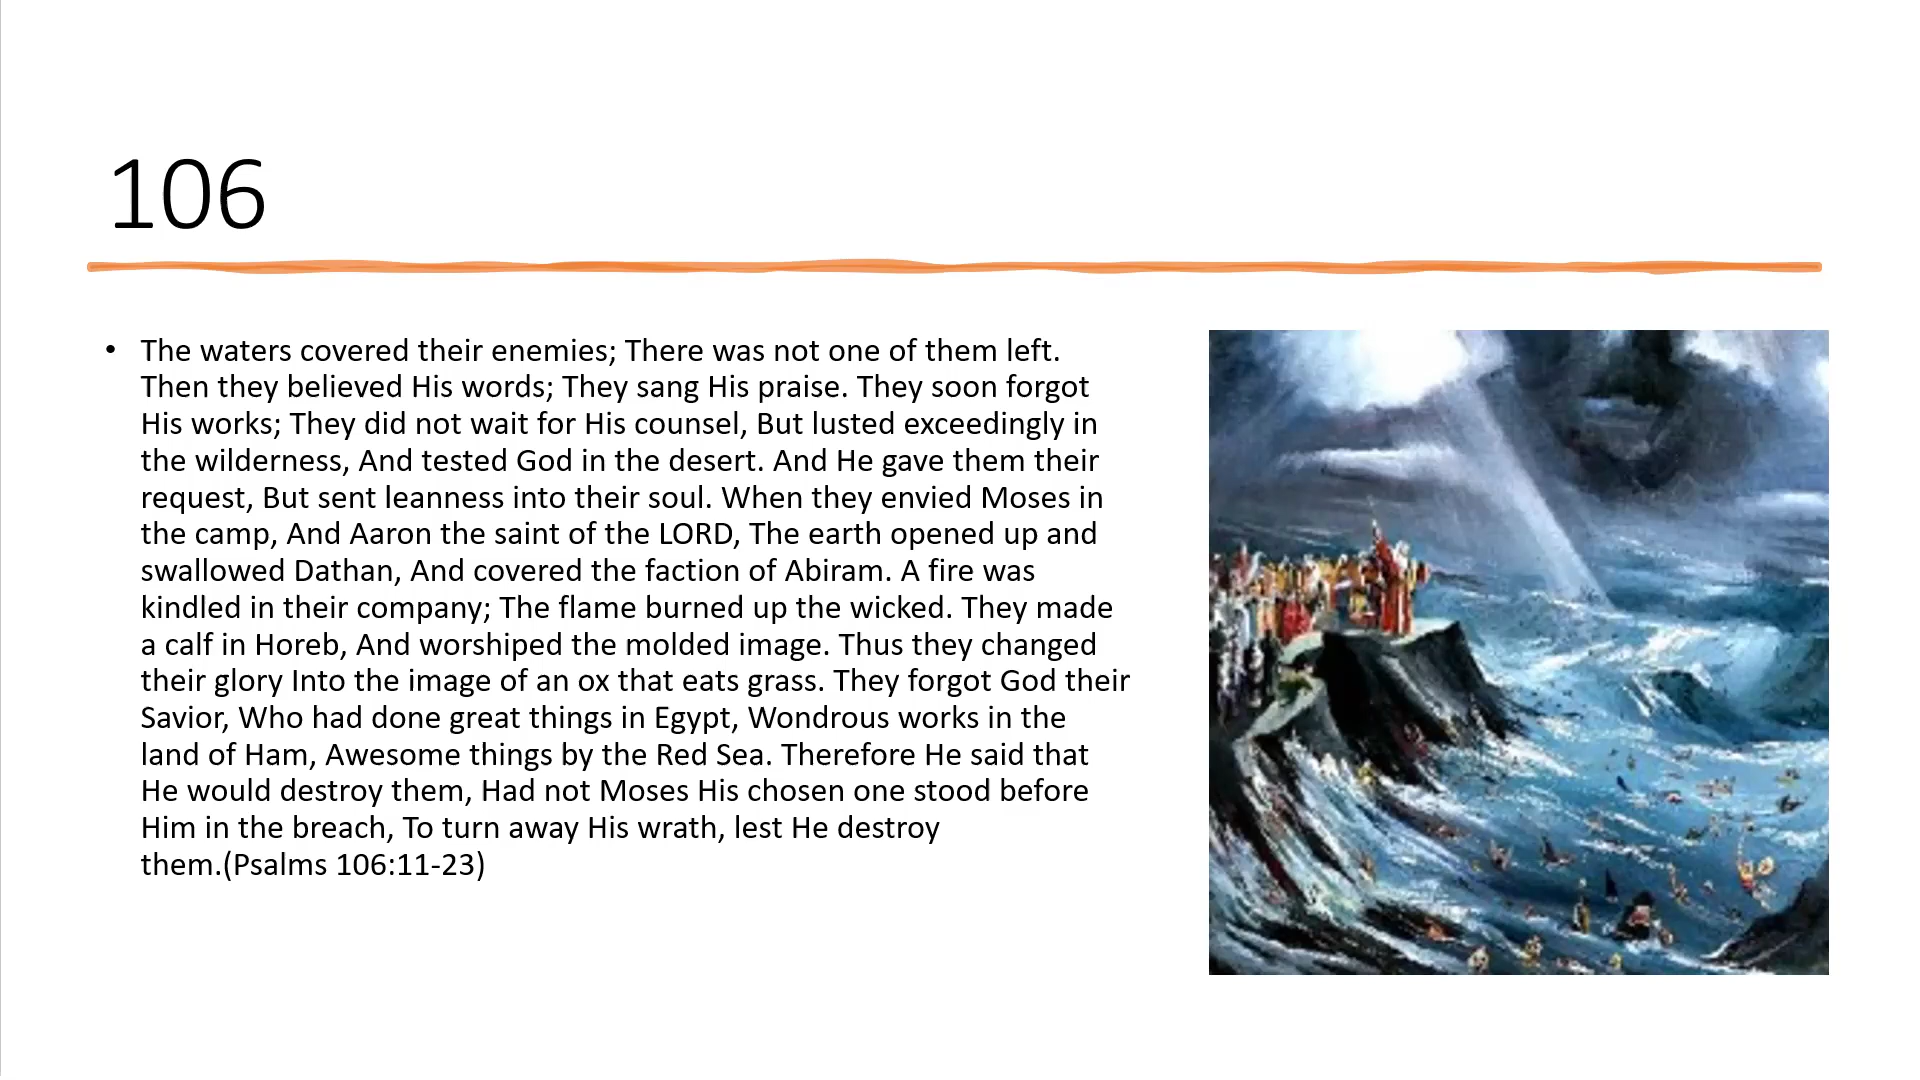 106
• The waters covered their enemies; There was not one of them left.
Then they believed His words; They sang His praise. They soon forgot
His works; They did not wait for His counsel, But lusted exceedingly in
the wilderness, And tested God in the desert. And He gave them their
request, But sent leanness into their soul. When they envied Moses in
the camp, And Aaron the saint of the LORD, The earth opened up and
swallowed Dathan, And covered the faction of Abiram. A fire was
kindled in their company; The flame burned up the wicked. They made
a calf in Horeb, And worshiped the molded image. Thus they changed
their glory Into the image of an ox that eats grass. They forgot God their
Savior, Who had done great things in Egypt, Wondrous works in the
land of Ham, Awesome things by the Red Sea. Therefore He said that
He would destroy them, Had not Moses His chosen one stood before
Him in the breach, To turn away His wrath, lest He destroy
them.(Psalms 106:11-23)